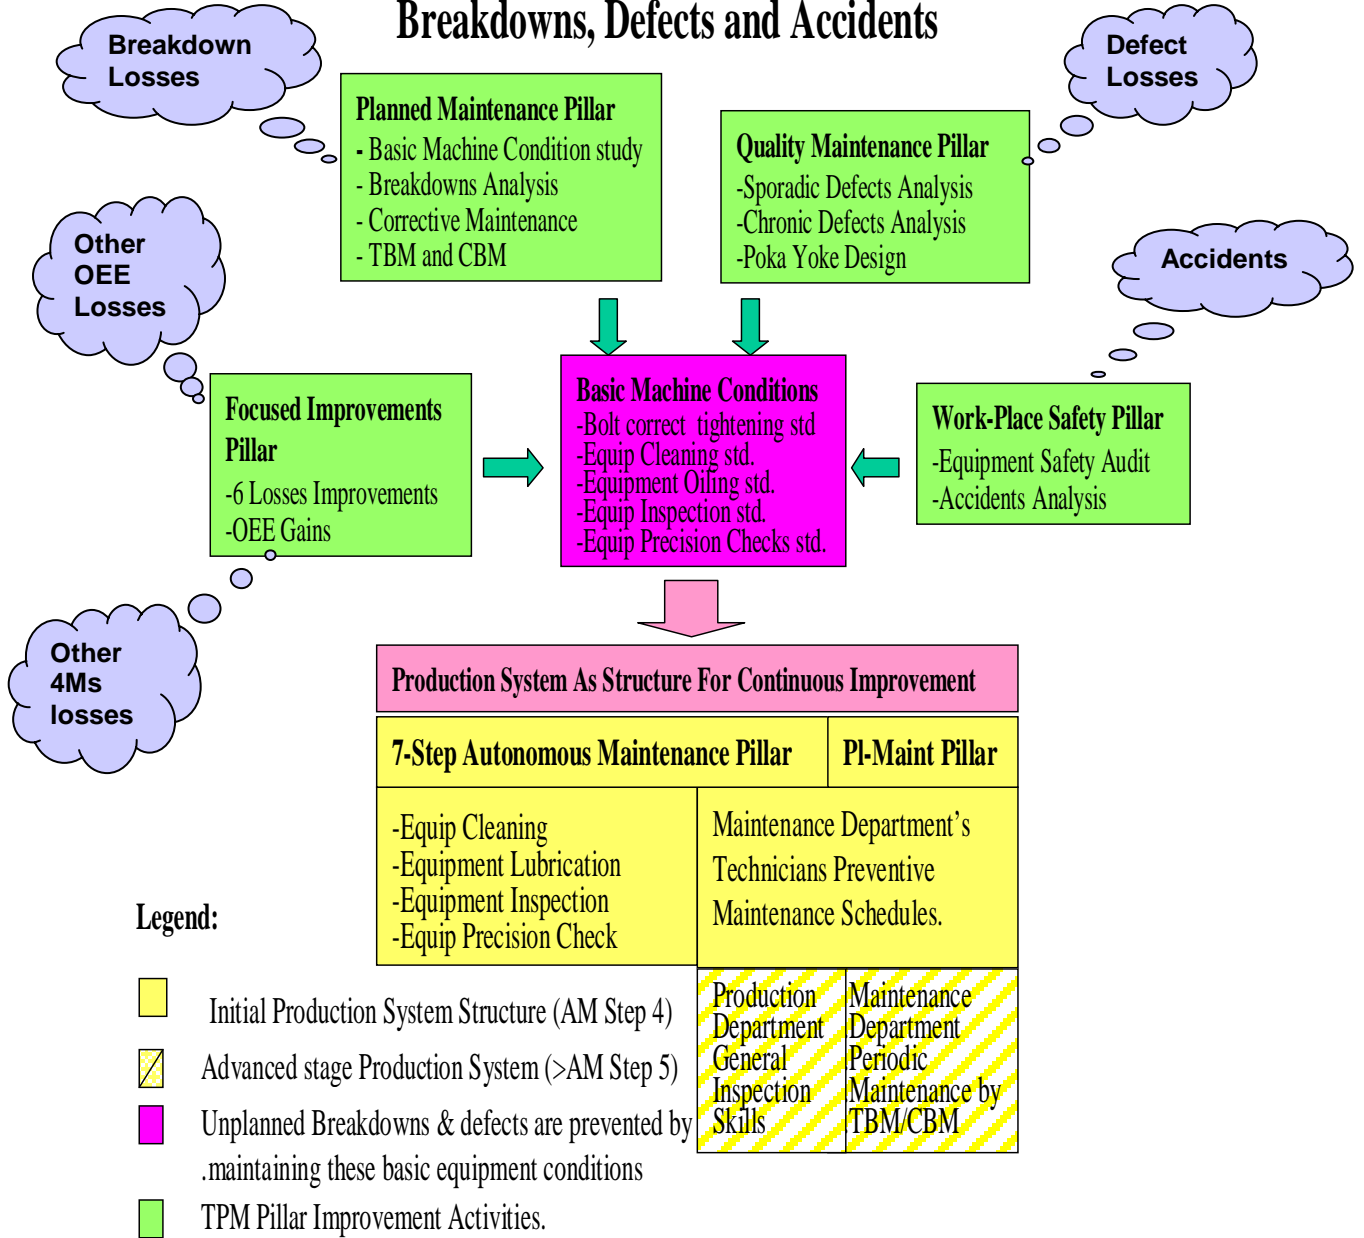 Breakdowns, Defects and Accidents
Breakdown
Losses
Defect
Losses
Planned Maintenance Pillar
- Basic Machine Condition study
- Breakdowns Analysis
- Corrective Maintenance
- TBM and CBM
Quality Maintenance Pillar
-Sporadic Defects Analysis
-Chronic Defects Analysis
-Poka Yoke Design
Other
OEE
Losses
Accidents
Focused Improvements
Pillar
-6 Losses Improvements
-OEE Gains
Basic Machine Conditions
-Bolt correct tightening std
-Equip Cleaning std.
-Equipment Oiling std.
-Equip Inspection std.
-Equip Precision Checks std.
Work-Place Safety Pillar
-Equipment Safety Audit
-Accidents Analysis
Other
4Ms
losses
Production System As Structure For Continuous Improvement
7-Step Autonomous Maintenance Pillar
Pl-Maint Pillar
-Equip Cleaning
-Equipment Lubrication
-Equipment Inspection
-Equip Precision Check
Maintenance Department’s
Technicians Preventive
Maintenance Schedules.
Production
Department
General
Inspection
Skills
Maintenance
Department
Periodic
Maintenance by
TBM/CBM
Legend:
Initial Production System Structure (AM Step 4)
Advanced stage Production System (>AM Step 5)
Unplanned Breakdowns & defects are prevented by
.maintaining these basic equipment conditions
TPM Pillar Improvement Activities.